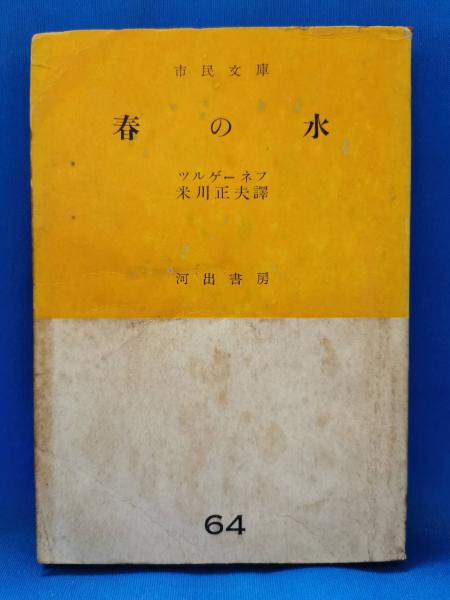 市民文庫
春の水
ツルゲーネフ
米川正夫譯
河出書房
64